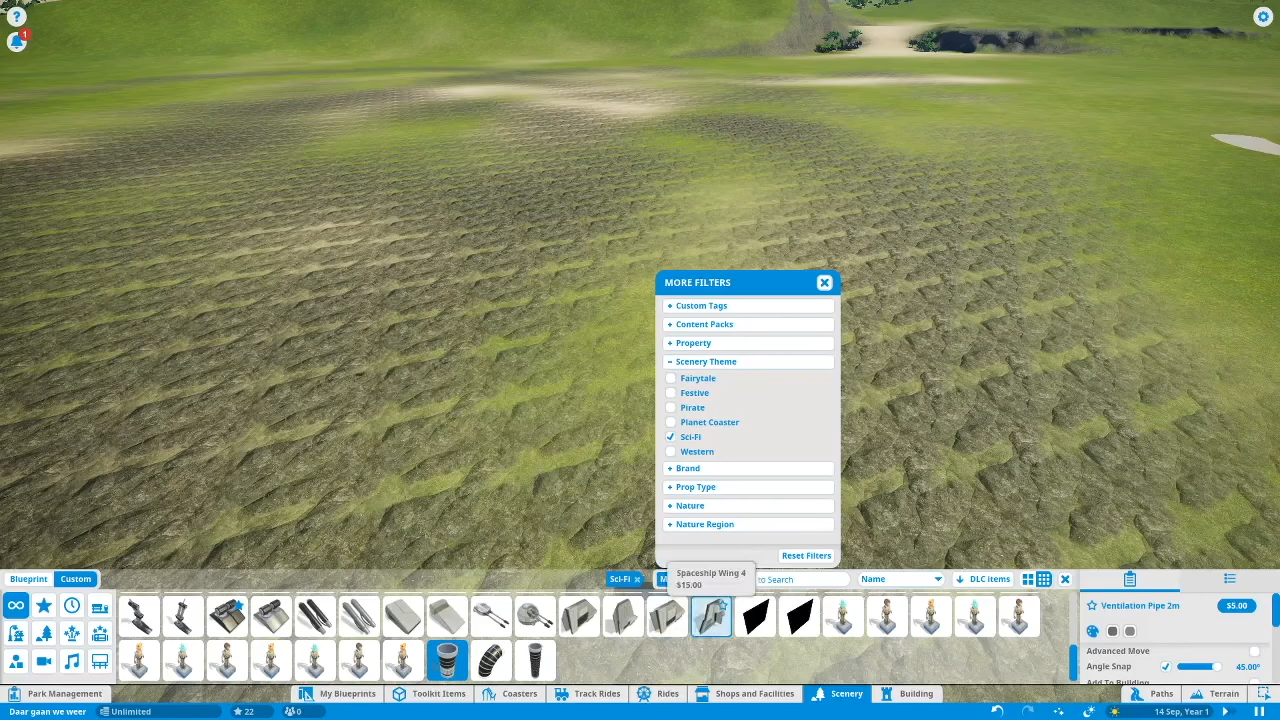 ?
1
MORE FILTERS
+ Custom Tags
+ Content Packs
+ Property
- Scenery Theme
Fairytale
Festive
Pirate
Planet Coaster
Sci-Fi
Western
+ Brand
+ Prop Type
+ Nature
+ Nature Region
Reset Filters
Spaceship Wing 4
$15.00
Blueprint
Custom
Sci-Fi
to Search
Name
DLC items
Ventilation Pipe 2m
$5.00
Advanced Move
Angle Snap
45.00°
Park Management
My Blueprints
Toolkit Items
Coasters
Track Rides
Rides
Shops and Facilities
Scenery
Building
Paths
Terrain
Daar gaan we weer
Unlimited
22
0
14 Sep, Year 1